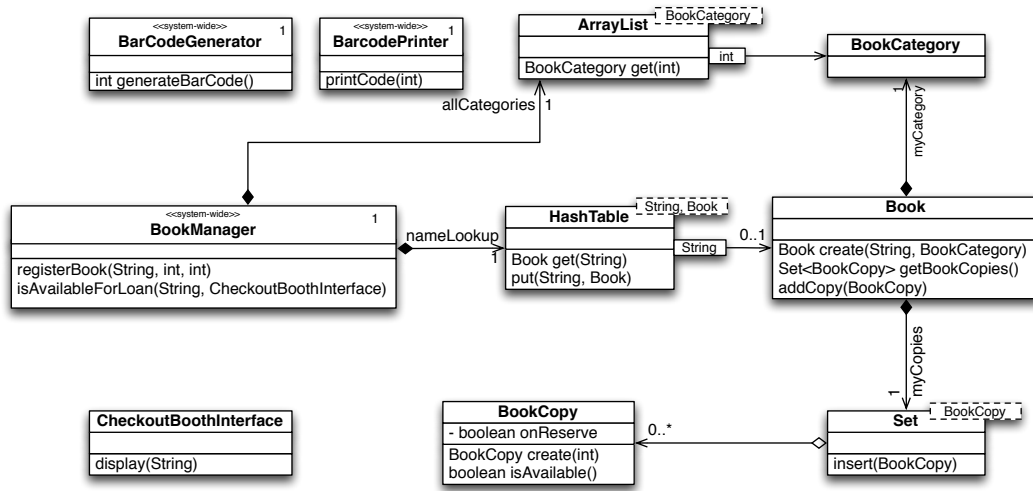 <<system-wide>> 1
BarCodeGenerator
int generateBarCode()
<<system-wide>> 1
BarcodePrinter
printCode(int)
BookCategory
ArrayList
BookCategory get(int)
int
BookCategory
allCategories 1
1
myCategory
<<system-wide>>
1
BookManager
registerBook(String, int, int)
isAvailableForLoan(String, CheckoutBoothInterface)
nameLookup
1
String, Book
HashTable
Book get(String)
put(String, Book)
String
0..1
Book
Book create(String, BookCategory)
Set<BookCopy> getBookCopies()
addCopy(BookCopy)
myCopies
1
CheckoutBoothInterface
display(String)
BookCopy
- boolean onReserve
BookCopy create(int)
boolean isAvailable()
0..*
BookCopy
Set
insert(BookCopy)